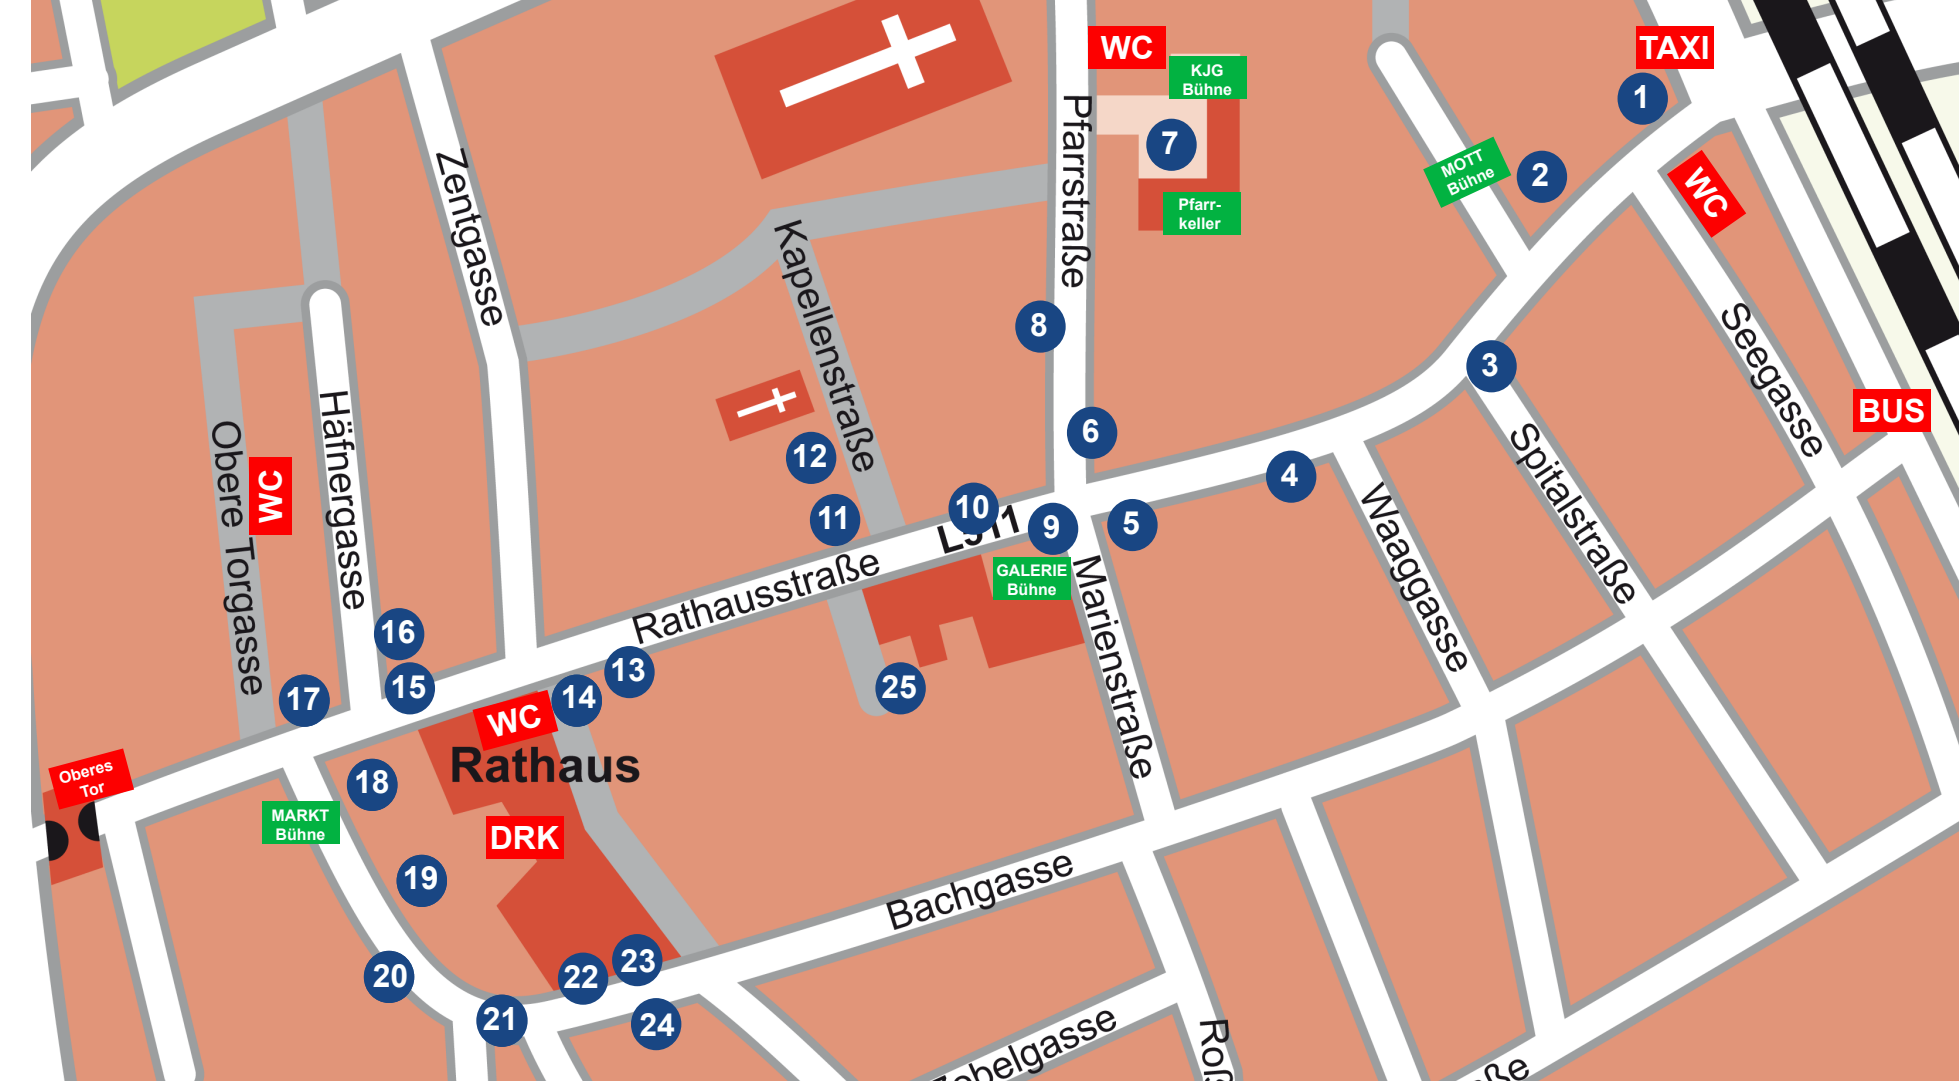 WC
TAXI
KJG
Bühne
1
Pfarrstraße
7
MOTT
Bühne
2
WC
Zentgasse
Pfarr-
keller
Kapellenstraße
8
Seegasse
3
BUS
Häfnergasse
Obere Torgasse
WC
6
12
4
Spitalstraße
11
10
L511
9
5
Waaggasse
Rathausstraße
GALERIE
Bühne
Marienstraße
16
13
17
15
14
25
WC
Rathaus
Oberes
Tor
18
MARKT
Bühne
DRK
19
Bachgasse
20
22
23
21
24